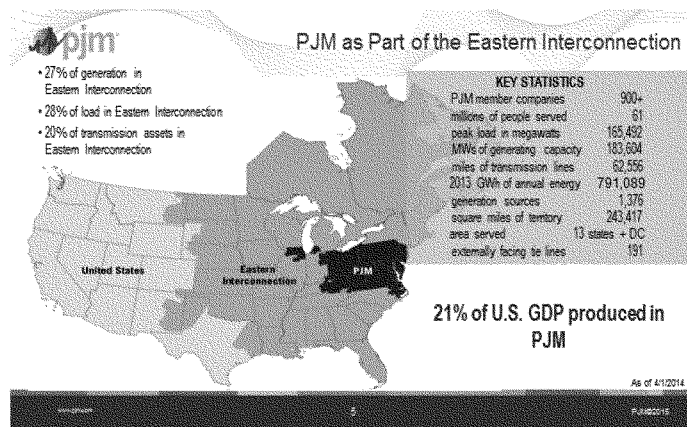 pjm
PJM as Part of the Eastern Interconnection
• 27% of generation in
Eastern Interconnection
• 28% of load in Eastern Interconnection
• 20% of transmission assets in
Eastern Interconnection
KEY STATISTICS
PJM member companies 900+
millions of people served 61
peak load in megawatts 165,492
MWs of generating capacity 183,604
miles of transmission lines 62,556
2013 GWh of annual energy 791,089
generation sources 1,376
square miles of territory 243,417
area served 13 states + DC
externally facing tie lines 191
United States
Eastern
Interconnection
PJM
21% of U.S. GDP produced in
PJM
As of 4/1/2014
www.pjm.com
5
PJM©2015